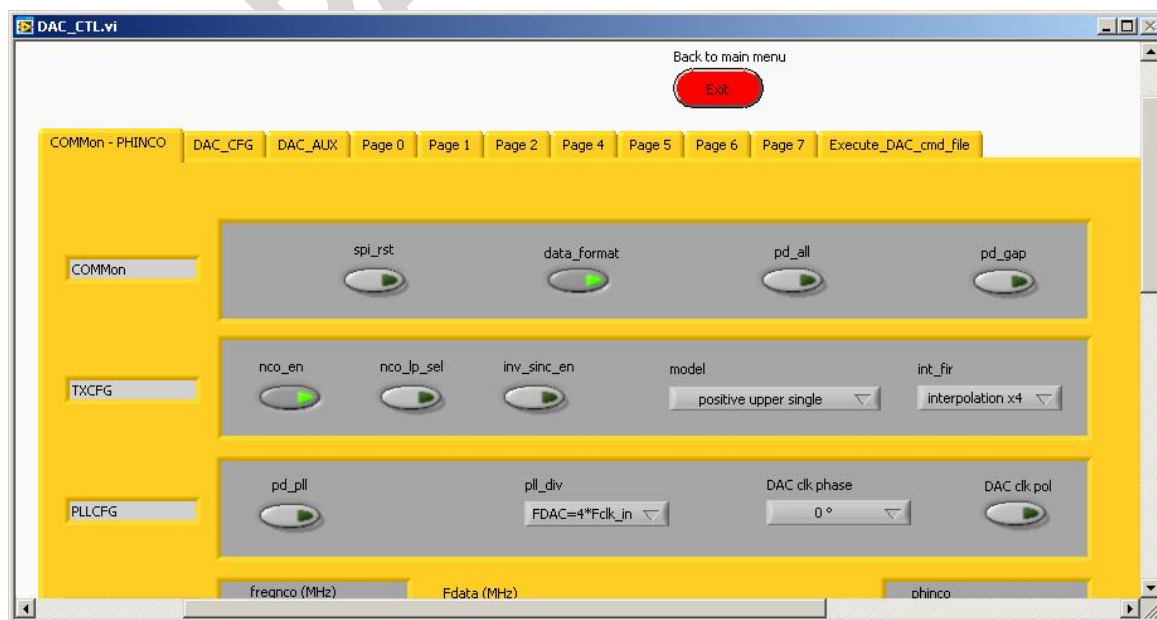 DAC_CTL.vi
Back to main menu
Exit
COMMon - PHINCO DAC_CFG DAC_AUX Page 0 Page 1 Page 2 Page 4 Page 5 Page 6 Page 7 Execute_DAC_cmd_file
COMMon
spi_rst data_format pd_all pd_gap
TXCFG
nco_en nco_lp_sel inv_sinc_en model int_fir
positive upper single interpolation x4
PLLCFG
pd_pll pll_div DAC clk phase DAC clk pol
FDAC=4*Fclk_in 0 °
freqnco (MHz) Fdata (MHz) phinco